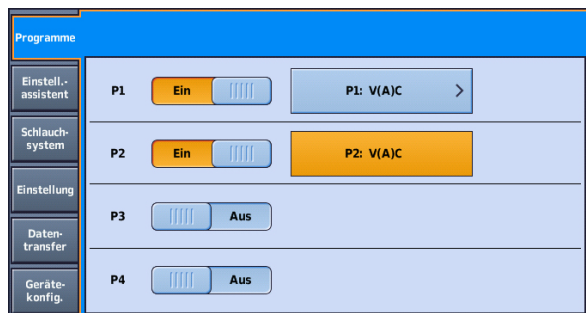 Programme
Einstell.-
assistent
Schlauch-
system
Einstellung
Daten-
transfer
Geräte-
konfig.
P1 Ein P1: V(A)C >
P2 Ein P2: V(A)C
P3 Aus
P4 Aus